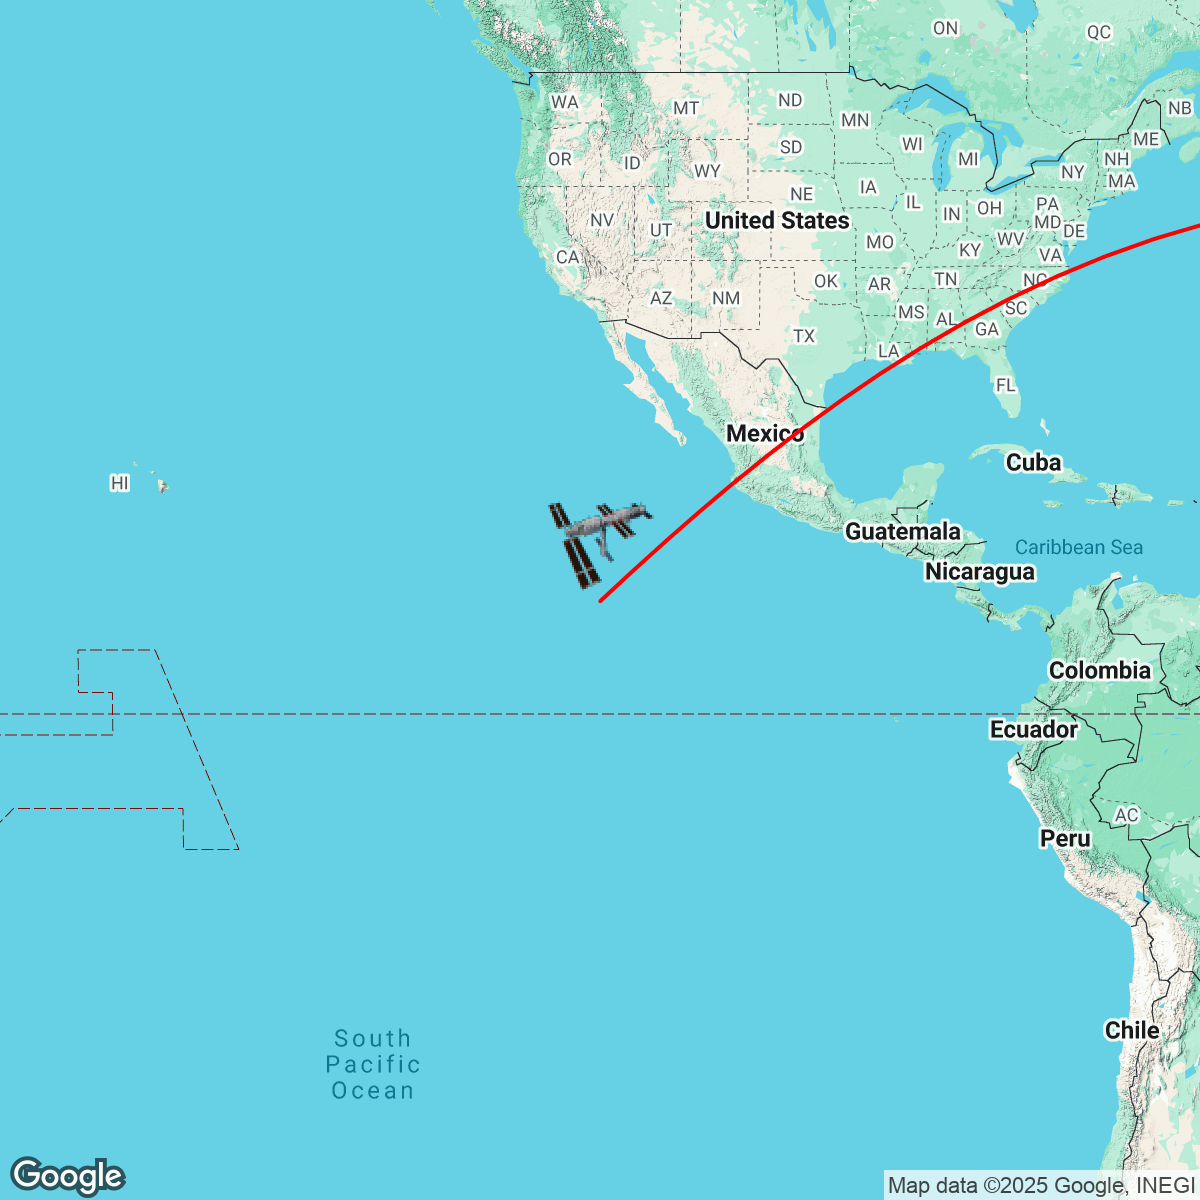 ON
QC
WA
MT
ND
MN
NB
OR
ID
SD
WI
MI
ME
WY
NH
NY
MA
NE
IA
IL
IN
OH
PA
NV
UT
United States
MD
DE
CA
MO
KY
WV
VA
AZ
NM
OK
AR
TN
NC
TX
MS
AL
GA
SC
LA
FL
Mexico
Cuba
HI
Guatemala
Caribbean Sea
Nicaragua
Colombia
Ecuador
AC
Peru
Chile
South
Pacific
Ocean
Google
Map data ©2025 Google, INEGI